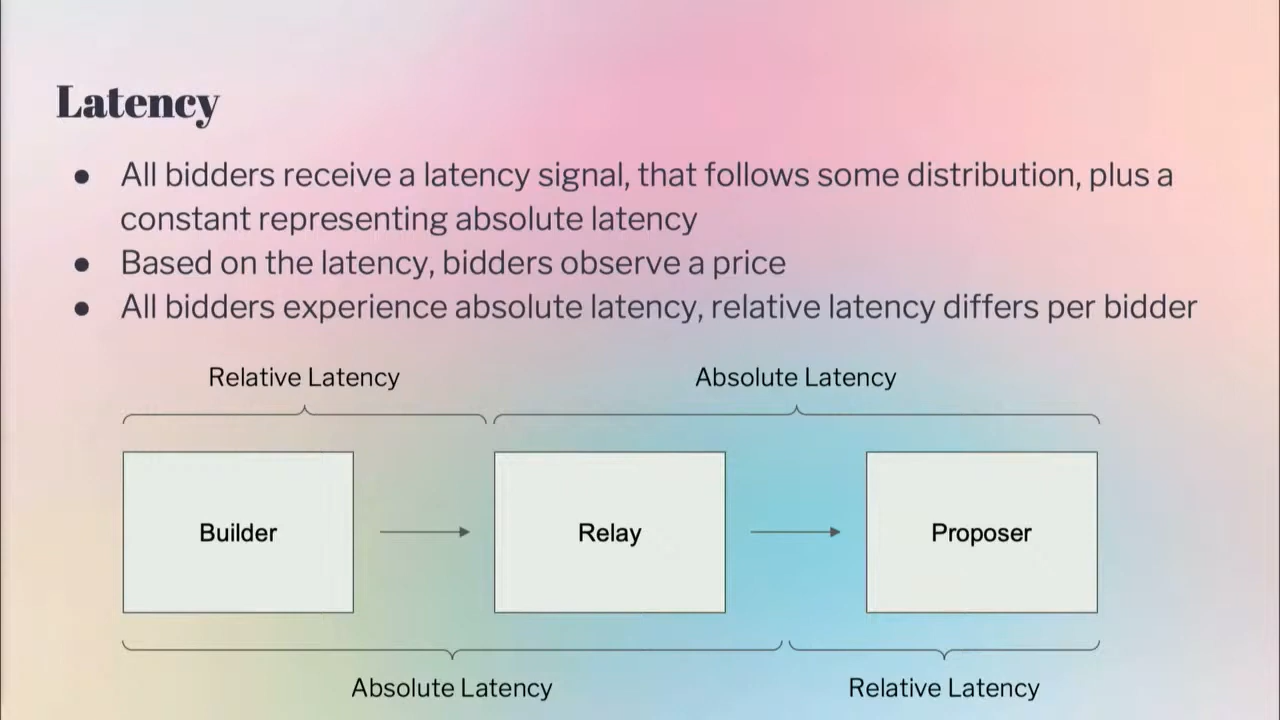 Latency
● All bidders receive a latency signal, that follows some distribution, plus a
constant representing absolute latency
● Based on the latency, bidders observe a price
● All bidders experience absolute latency, relative latency differs per bidder
Relative Latency
Absolute Latency
Builder
Relay
Proposer
Absolute Latency
Relative Latency